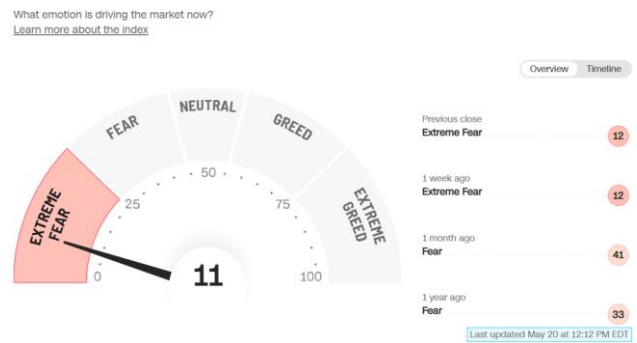 What emotion is driving the market now?
Learn more about the index
Overview Timeline
EXTREME
FEAR
FEAR
NEUTRAL
GREED
EXTREME
GREED
0
25
50
75
100
11
Previous close
Extreme Fear 12
1 week ago
Extreme Fear 12
1 month ago
Fear 41
1 year ago
Fear 33
Last updated May 20 at 12:12 PM EDT